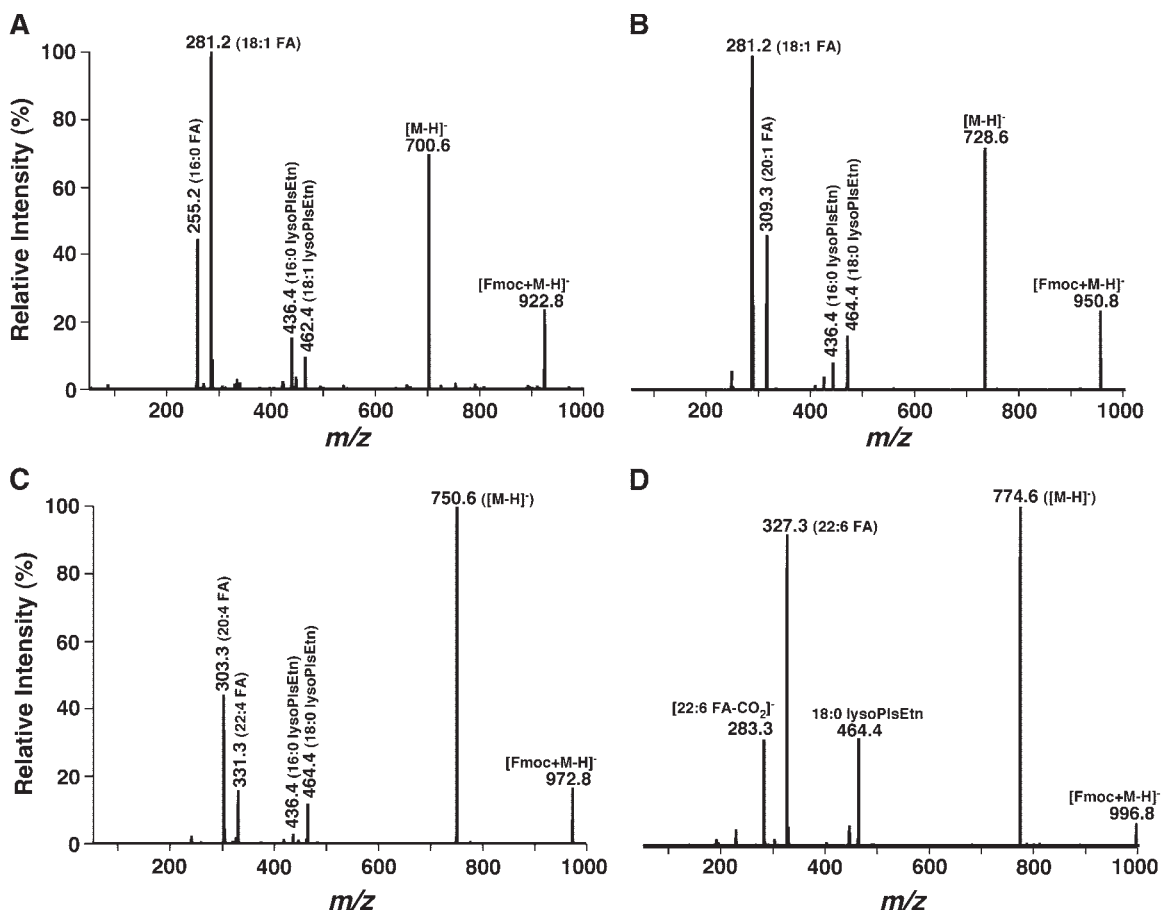 A
Relative Intensity (%)
100
80
60
40
20
0
281.2 (18:1 FA)
255.2 (16:0 FA)
436.4 (16:0 lysoPlsEtn)
462.4 (18:1 lysoPlsEtn)
[M-H]-
700.6
[Fmoc+M-H]-
922.8
200 400 600 800 1000
m/z
B
281.2 (18:1 FA)
309.3 (20:1 FA)
436.4 (16:0 lysoPlsEtn)
464.4 (18:0 lysoPlsEtn)
[M-H]-
728.6
[Fmoc+M-H]-
950.8
200 400 600 800 1000
m/z
C
Relative Intensity (%)
100
80
60
40
20
0
303.3 (20:4 FA)
331.3 (22:4 FA)
436.4 (16:0 lysoPlsEtn)
464.4 (18:0 lysoPlsEtn)
750.6 ([M-H]-)
[Fmoc+M-H]-
972.8
200 400 600 800 1000
m/z
D
774.6 ([M-H]-)
327.3 (22:6 FA)
[22:6 FA-CO2]-
283.3
18:0 lysoPlsEtn
464.4
[Fmoc+M-H]-
996.8
200 400 600 800 1000
m/z